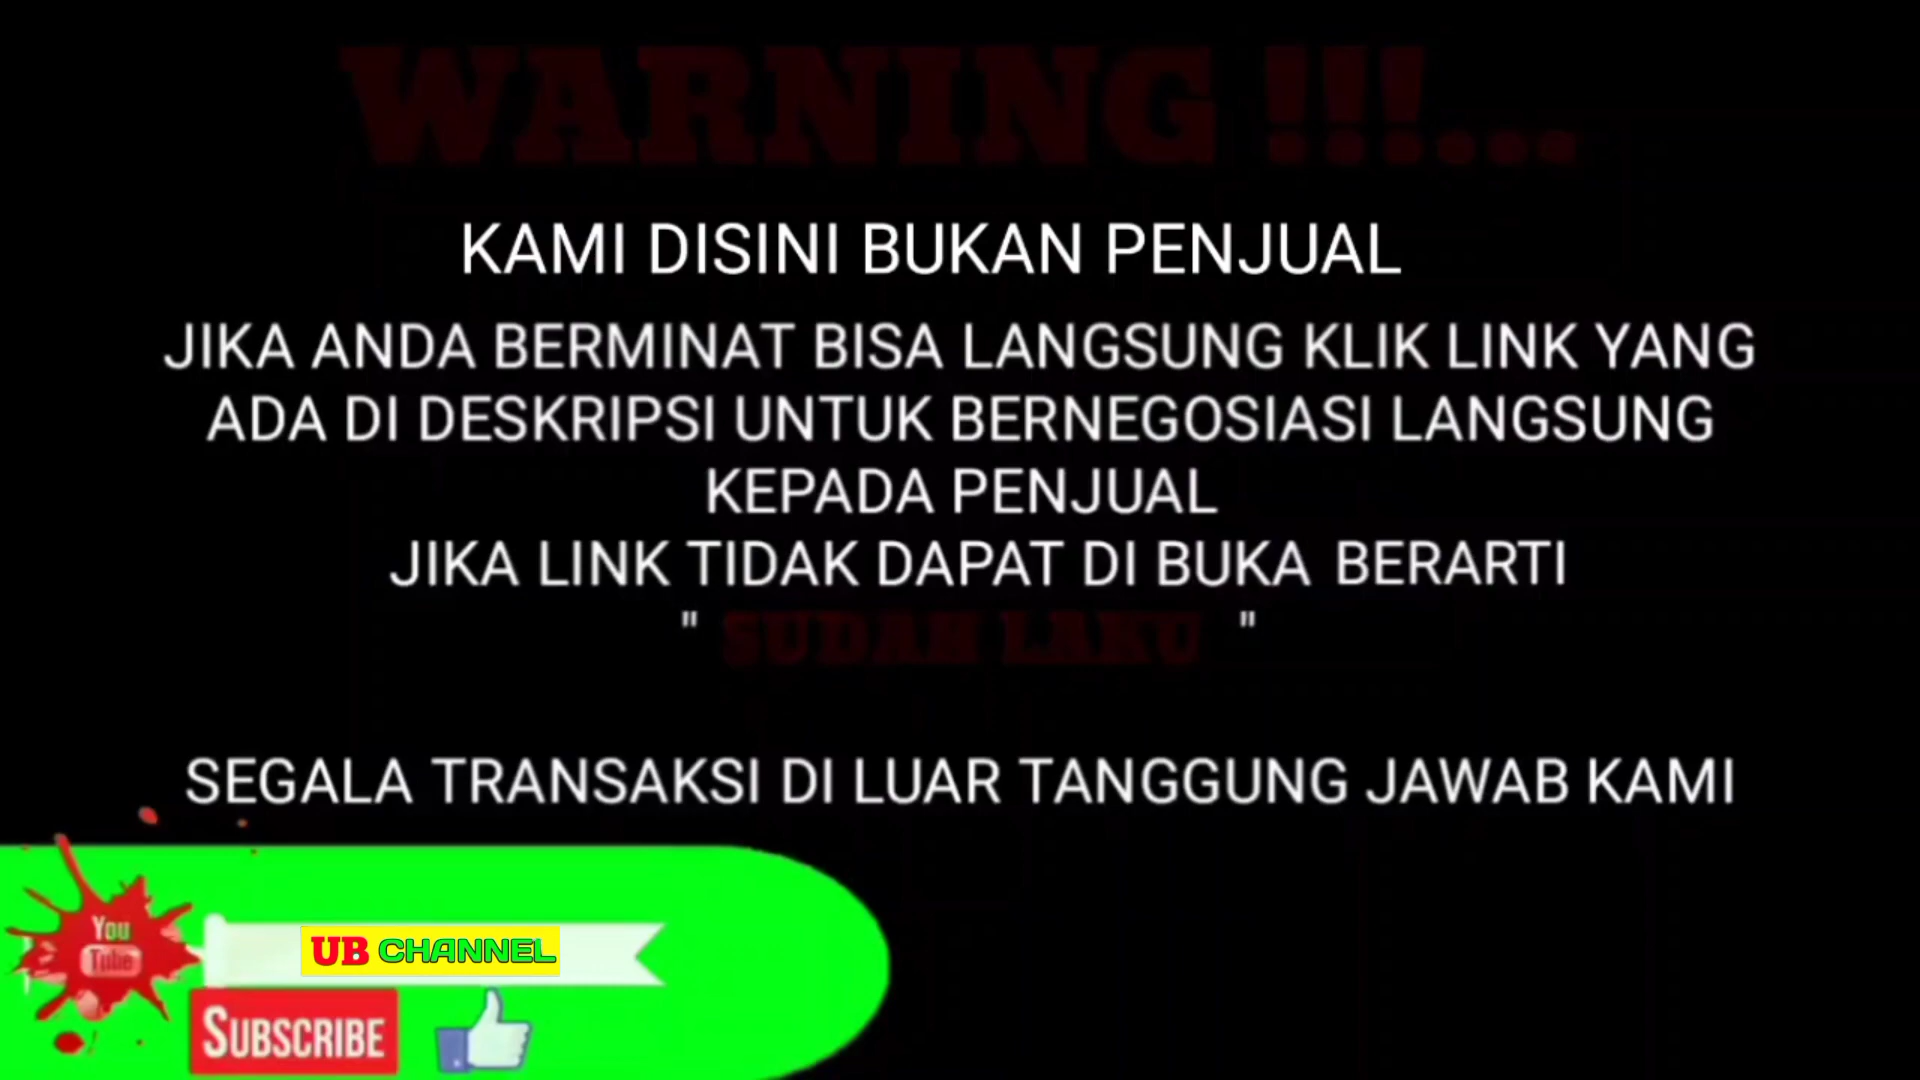 WARNING !!!...
KAMI DISINI BUKAN PENJUAL
JIKA ANDA BERMINAT BISA LANGSUNG KLIK LINK YANG
ADA DI DESKRIPSI UNTUK BERNEGOSIASI LANGSUNG
KEPADA PENJUAL
JIKA LINK TIDAK DAPAT DI BUKA BERARTI
" SUDAH LAKU "
SEGALA TRANSAKSI DI LUAR TANGGUNG JAWAB KAMI
You
Tube
UB CHANNEL
SUBSCRIBE